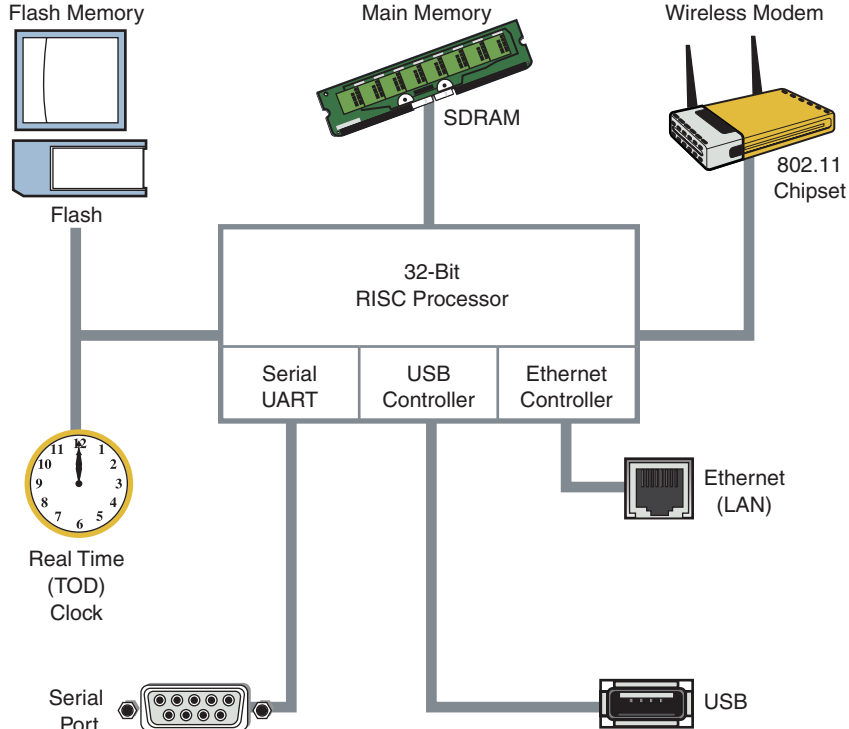 Flash Memory
Main Memory
Wireless Modem
SDRAM
802.11
Chipset
Flash
32-Bit
RISC Processor
Serial
UART
USB
Controller
Ethernet
Controller
12
1
2
3
4
5
6
7
8
9
10
11
Ethernet
(LAN)
Real Time
(TOD)
Clock
Serial
Port
USB